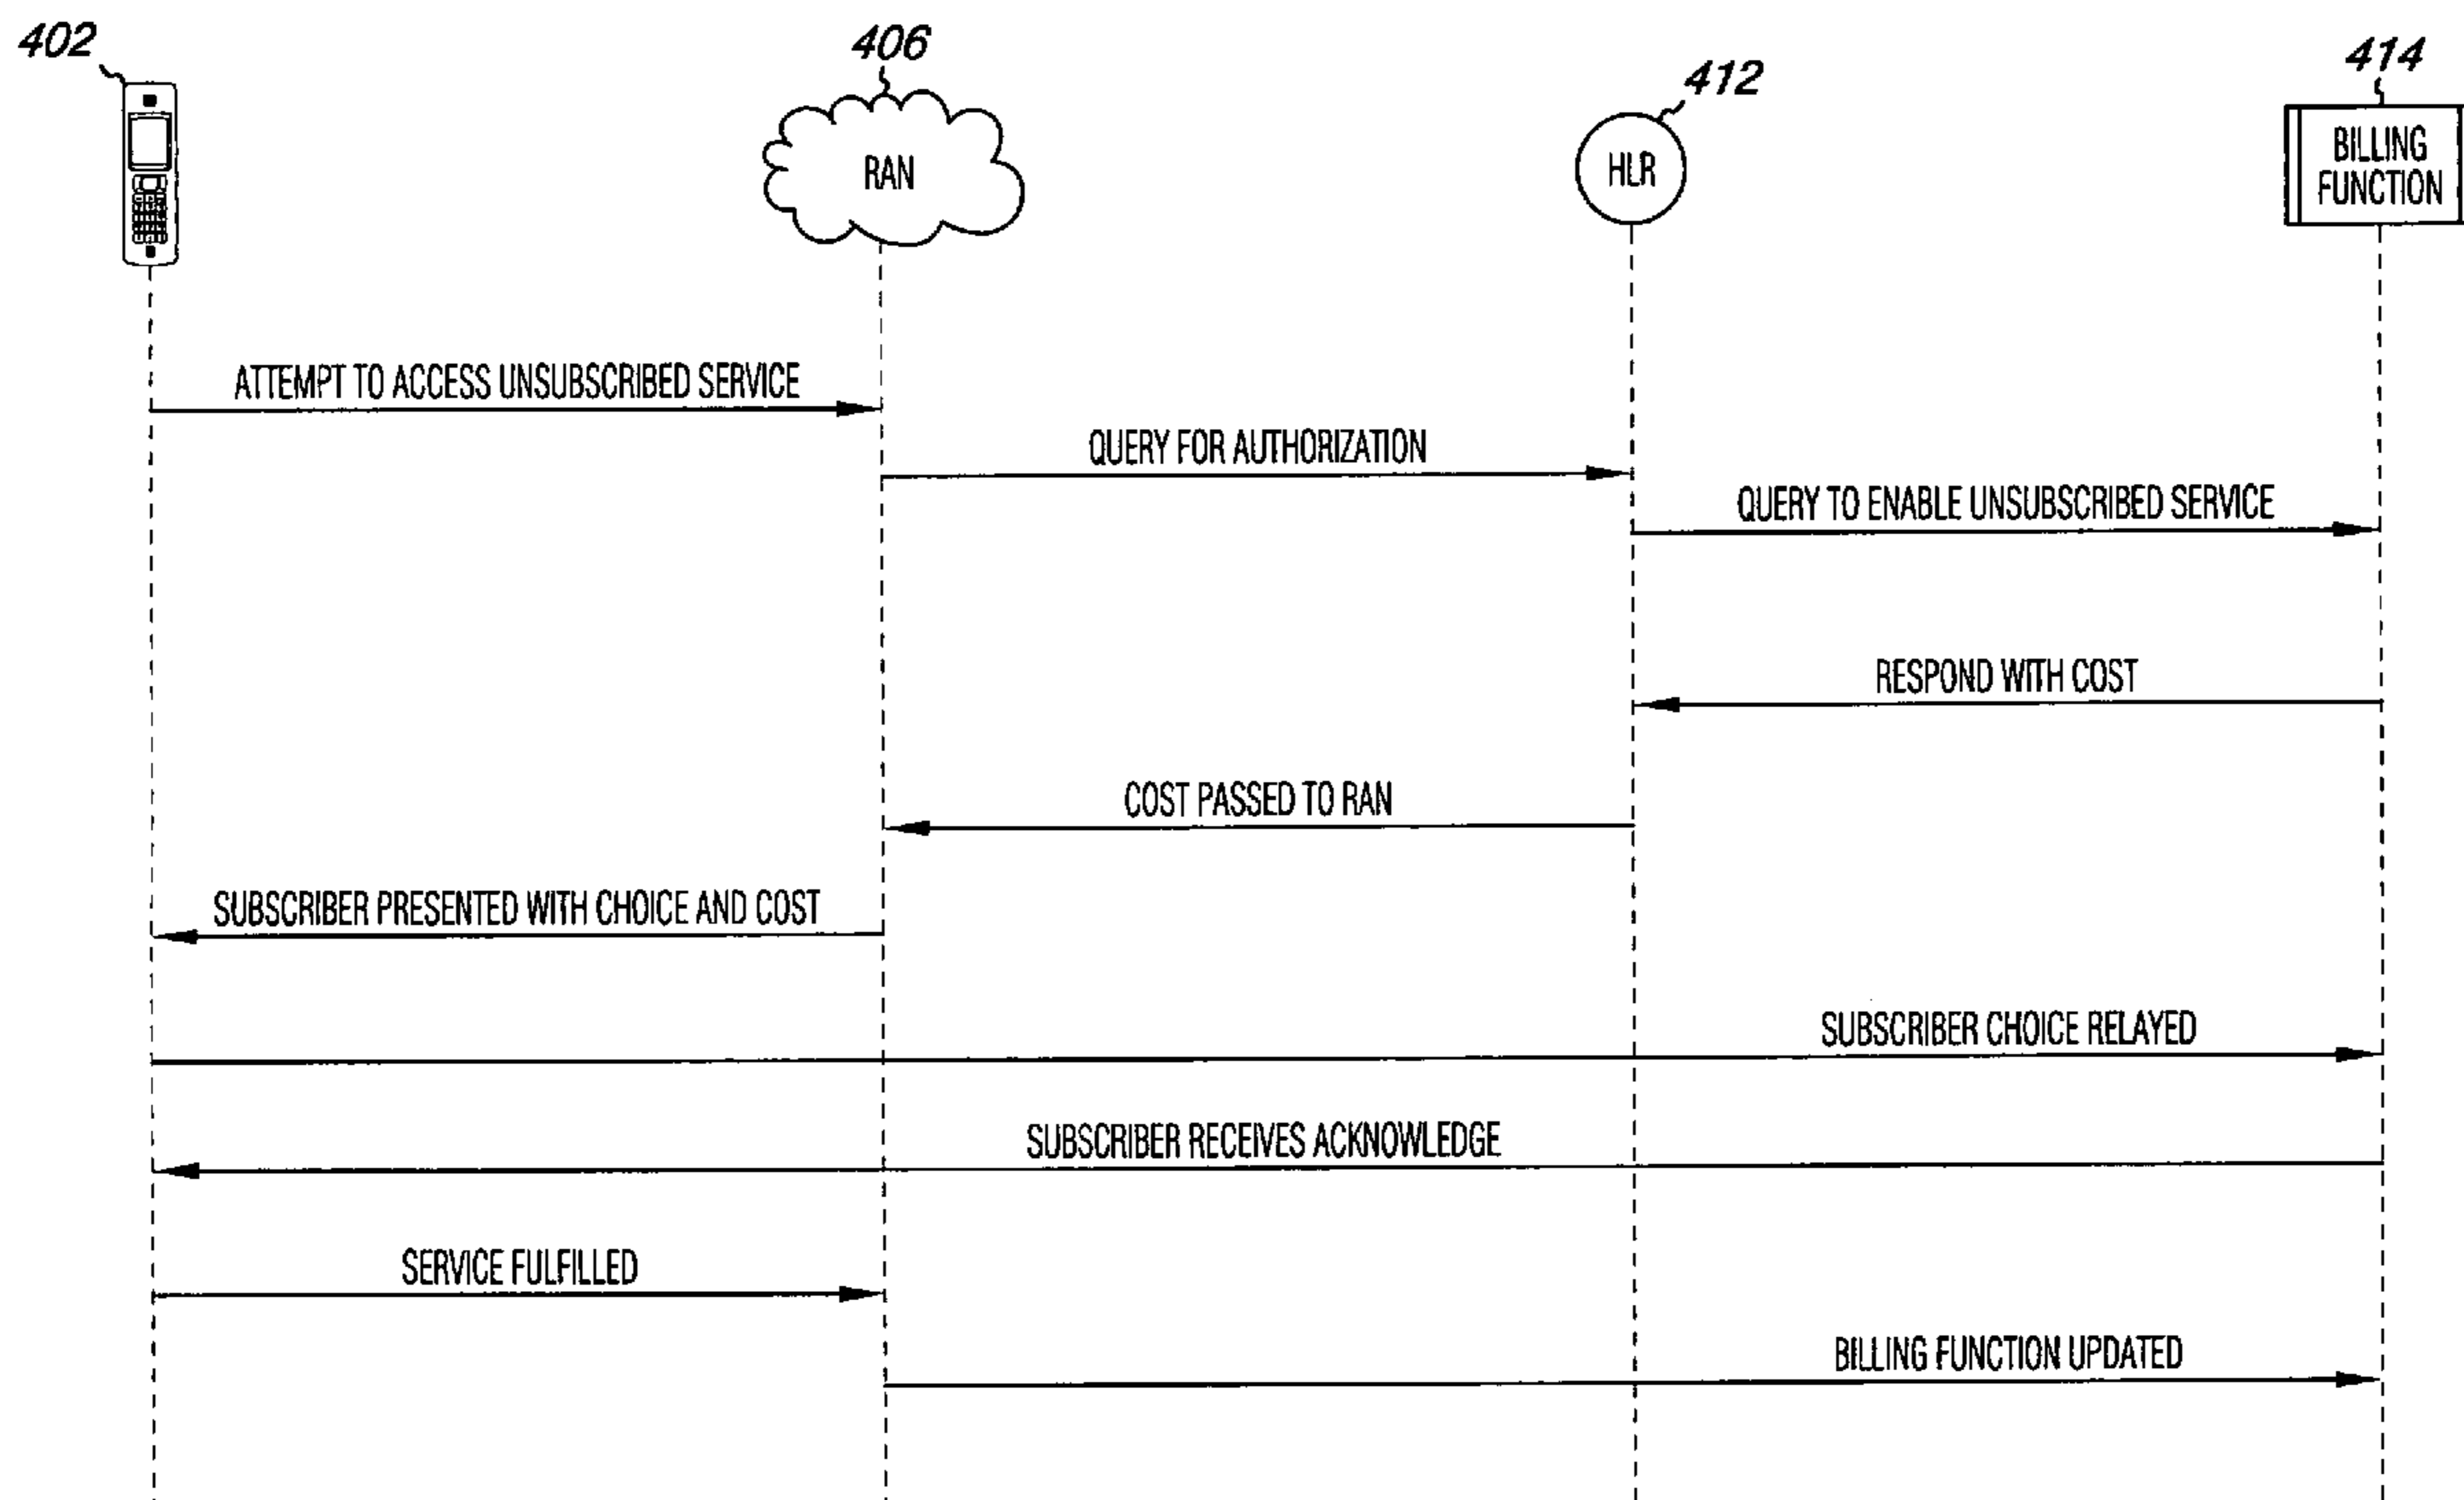 402
406
412
414
RAN
HLR
BILLING
FUNCTION
ATTEMPT TO ACCESS UNSUBSCRIBED SERVICE
QUERY FOR AUTHORIZATION
QUERY TO ENABLE UNSUBSCRIBED SERVICE
RESPOND WITH COST
COST PASSED TO RAN
SUBSCRIBER PRESENTED WITH CHOICE AND COST
SUBSCRIBER CHOICE RELAYED
SUBSCRIBER RECEIVES ACKNOWLEDGE
SERVICE FULFILLED
BILLING FUNCTION UPDATED